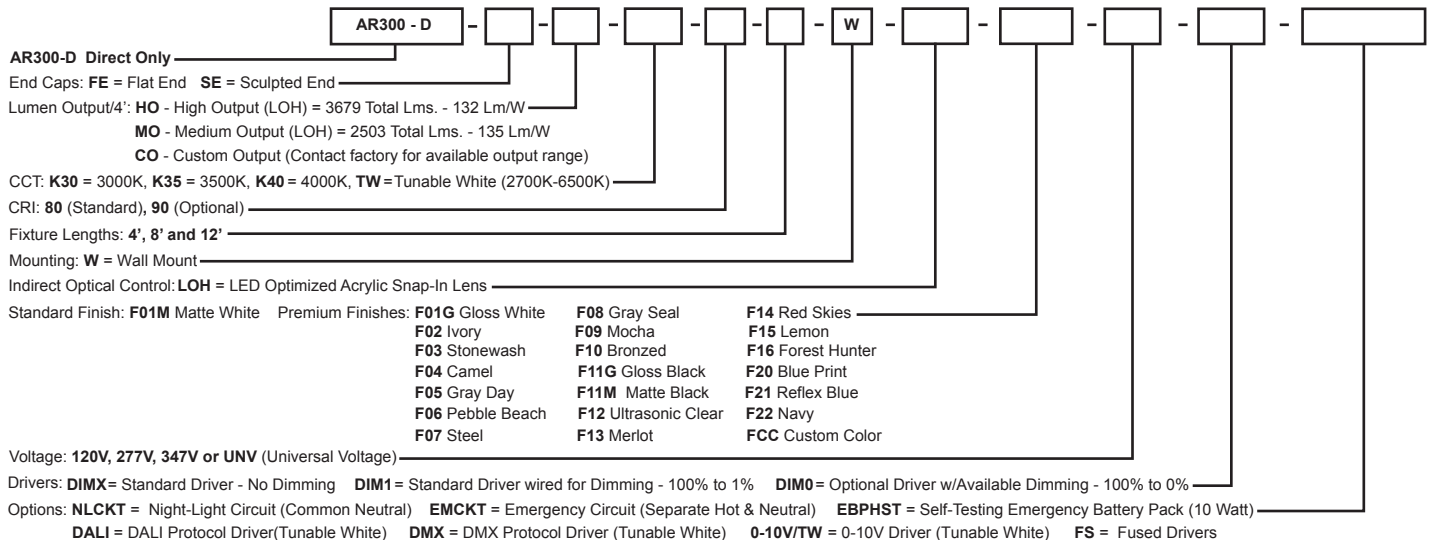 AR300 - D – – – – – – W – – – – –
AR300-D Direct Only
End Caps: FE = Flat End SE = Sculpted End
Lumen Output/4’: HO - High Output (LOH) = 3679 Total Lms. - 132 Lm/W
MO - Medium Output (LOH) = 2503 Total Lms. - 135 Lm/W
CO - Custom Output (Contact factory for available output range)
CCT: K30 = 3000K, K35 = 3500K, K40 = 4000K, TW =Tunable White (2700K-6500K)
CRI: 80 (Standard), 90 (Optional)
Fixture Lengths: 4’, 8’ and 12’
Mounting: W = Wall Mount
Indirect Optical Control: LOH = LED Optimized Acrylic Snap-In Lens
Standard Finish: F01M Matte White Premium Finishes: F01G Gloss White F08 Gray Seal F14 Red Skies
F02 Ivory F09 Mocha F15 Lemon
F03 Stonewash F10 Bronzed F16 Forest Hunter
F04 Camel F11G Gloss Black F20 Blue Print
F05 Gray Day F11M Matte Black F21 Reflex Blue
F06 Pebble Beach F12 Ultrasonic Clear F22 Navy
F07 Steel F13 Merlot FCC Custom Color
Voltage: 120V, 277V, 347V or UNV (Universal Voltage)
Drivers: DIMX= Standard Driver - No Dimming DIM1= Standard Driver wired for Dimming - 100% to 1% DIM0= Optional Driver w/Available Dimming - 100% to 0%
Options: NLCKT = Night-Light Circuit (Common Neutral) EMCKT = Emergency Circuit (Separate Hot & Neutral) EBPHST = Self-Testing Emergency Battery Pack (10 Watt)
DALI = DALI Protocol Driver(Tunable White) DMX = DMX Protocol Driver (Tunable White) 0-10V/TW = 0-10V Driver (Tunable White) FS = Fused Drivers